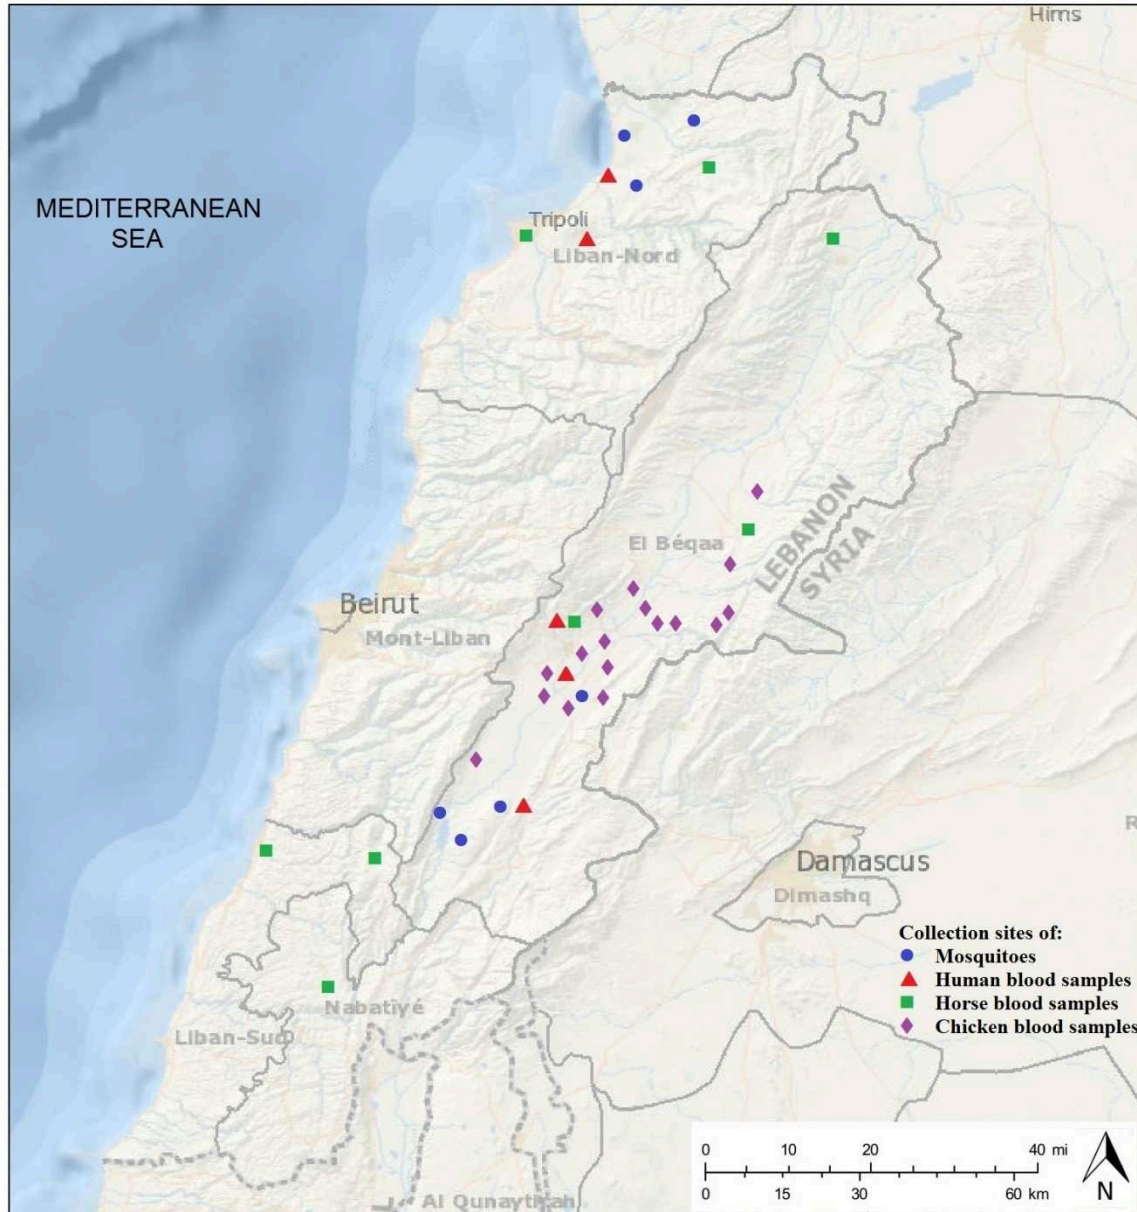 Hims
MEDITERRANEAN
SEA
Tripoli
Liban-Nord
LEBANON
SYRIA
El Béqaa
Beirut
Mont-Liban
Damascus
Dimashq
R
Collection sites of:
Mosquitoes
Human blood samples
Horse blood samples
Chicken blood samples
Nabatiyé
Liban-Sud
Al Qunaytirah
0 10 20 40 mi
0 15 30 60 km
N